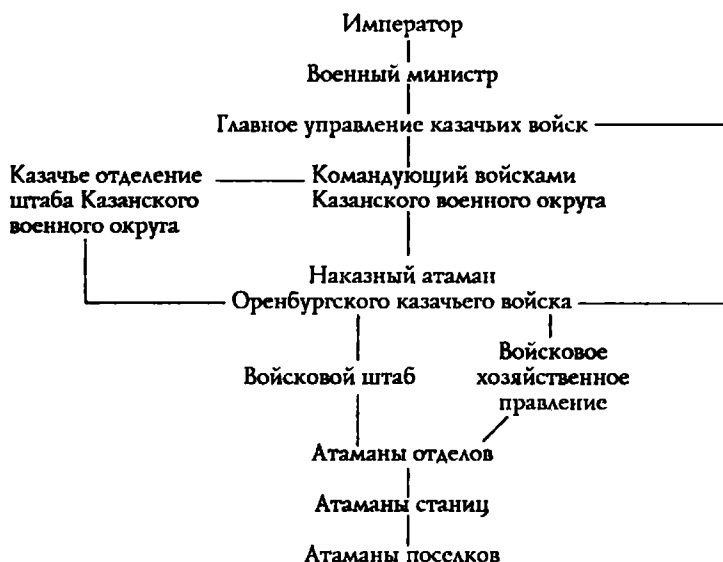 Император
Военный министр
Главное управление казачьих войск
Казачье отделение
штаба Казанского
военного округа
Командующий войсками
Казанского военного округа
Наказный атаман
Оренбургского казачьего войска
Войсковой штаб
Войсковое
хозяйственное
правление
Атаманы отделов
Атаманы станиц
Атаманы поселков